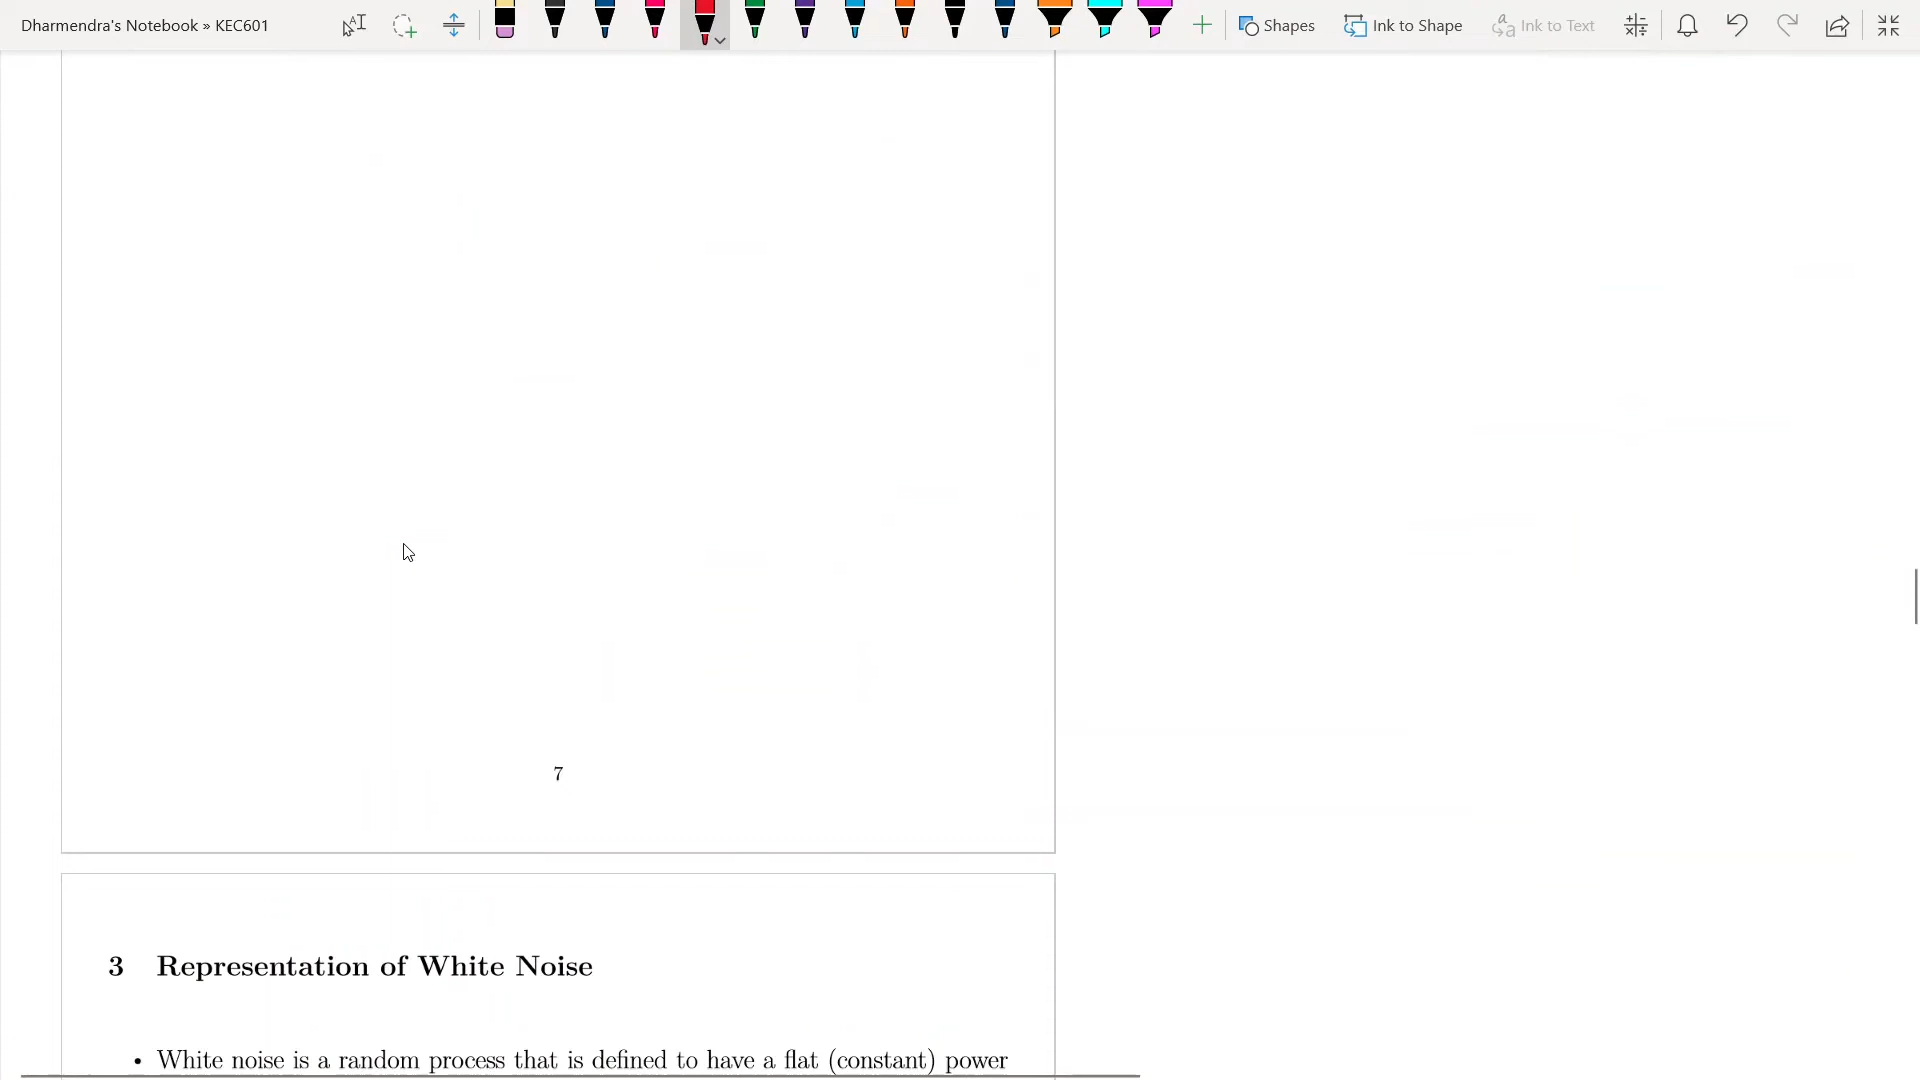 Dharmendra's Notebook » KEC601
Shapes
Ink to Shape
Ink to Text
7
3 Representation of White Noise
• White noise is a random process that is defined to have a flat (constant) power